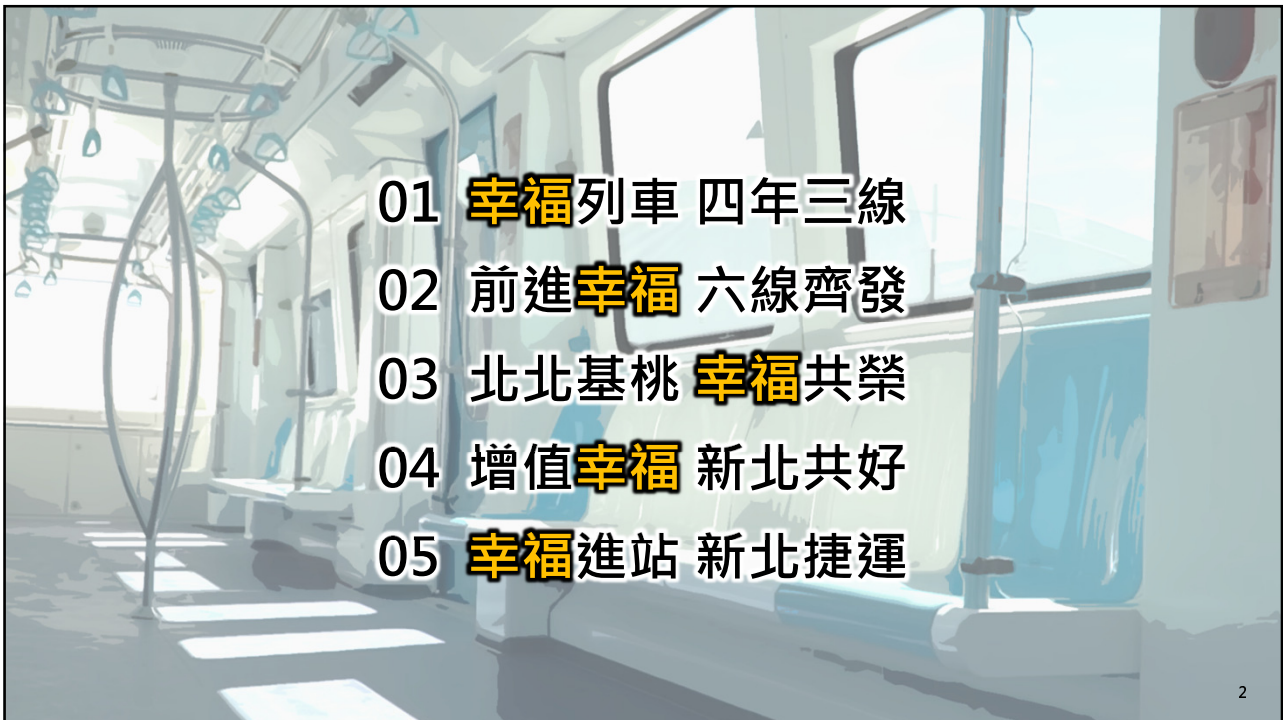 01 幸福列車 四年三線
02 前進幸福 六線齊發
03 北北基桃 幸福共榮
04 增值幸福 新北共好
05 幸福進站 新北捷運
2